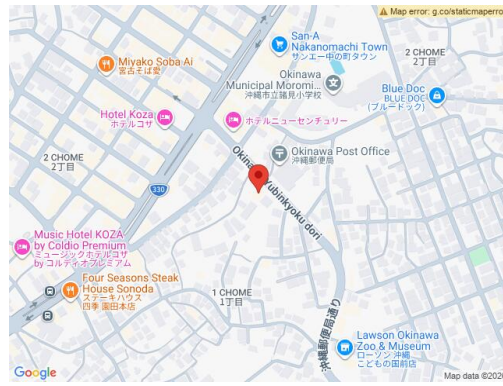 Map error: g.co/staticmaperro
San-A
Nakanomachi Town
サンエー中の町タウン
2 CHOME
2丁目
Miyako Soba Ai
宮古そば愛
Okinawa
Municipal Moromi...
沖縄市立諸見小学校
Blue Doc
BLUE DOC
(ブルードック)
Hotel Koza
ホテルコザ
ホテルニューセンチュリー
Okinawa Post Office
沖縄郵便局
2 CHOME
2丁目
Okinawa Yubinkyoku dori
330
Music Hotel KOZA
by Coldio Premium
ミュージックホテルコザ
by コルディオプレミアム
Four Seasons Steak
House Sonoda
ステーキハウス
四季 園田本店
1 CHOME
1丁目
沖縄郵便局通り
Lawson Okinawa
Zoo & Museum
ローソン 沖縄
こどもの国前店
Google
Map data ©202